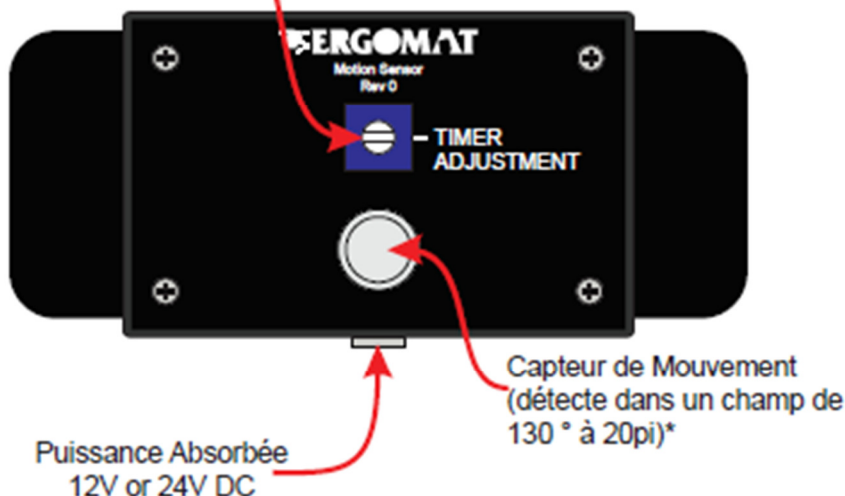 ERGOMAT
Motion Sensor
Rev 0
TIMER
ADJUSTMENT
Capteur de Mouvement
(détecte dans un champ de
130 ° à 20pi)*
Puissance Absorbée
12V or 24V DC